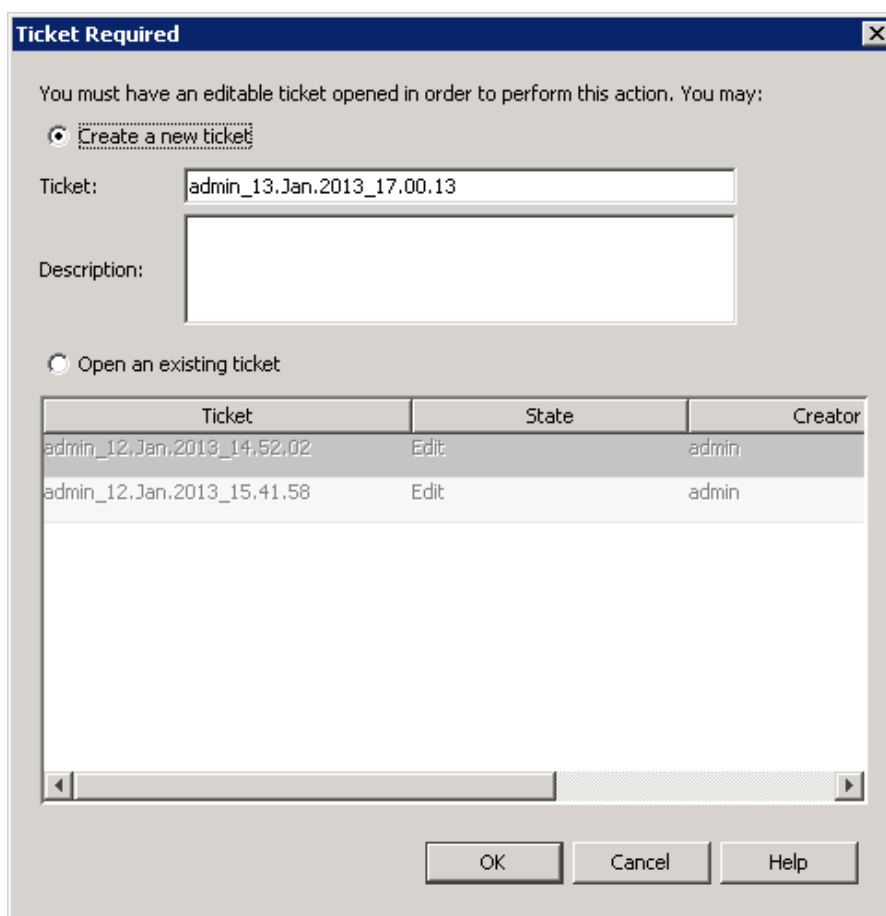 Ticket Required
You must have an editable ticket opened in order to perform this action. You may:
Create a new ticket
Ticket: admin_13.Jan.2013_17.00.13
Description:
Open an existing ticket
Ticket State Creator
admin_12.Jan.2013_14.52.02 Edit admin
admin_12.Jan.2013_15.41.58 Edit admin
OK Cancel Help